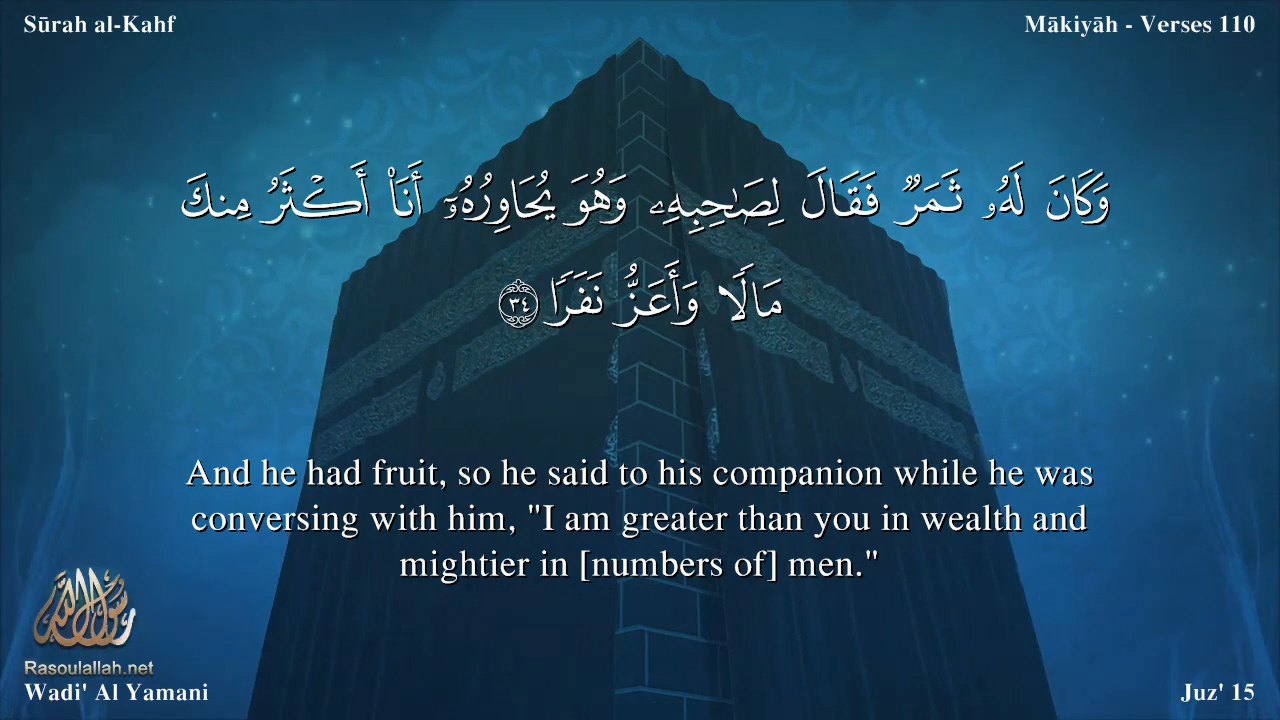 Sūrah al-Kahf
Mākiyāh - Verses 110
وَكَانَ لَهُۥ ثَمَرٌ فَقَالَ لِصَـٰحِبِهِۦ وَهُوَ يُحَاوِرُهُۥٓ أَنَا۠ أَكْثَرُ مِنكَ
مَالًا وَأَعَزُّ نَفَرًا ٣٤
And he had fruit, so he said to his companion while he was
conversing with him, "I am greater than you in wealth and
mightier in [numbers of] men."
رسول الله
Rasoulallah.net
Wadi' Al Yamani
Juz' 15